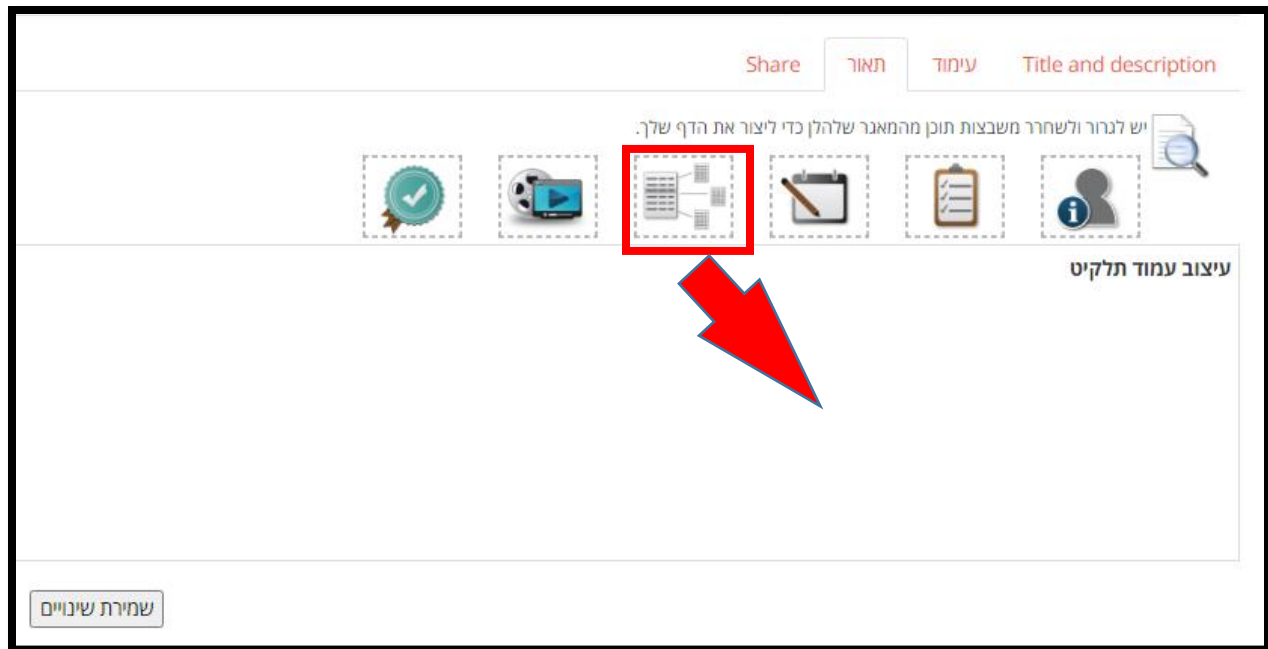 Title and description עימוד תאור Share
יש לגרור ולשחרר משבצות תוכן מהמאגר שלהלן כדי ליצור את הדף שלך.
עיצוב עמוד תלקיט
שמירת שינויים